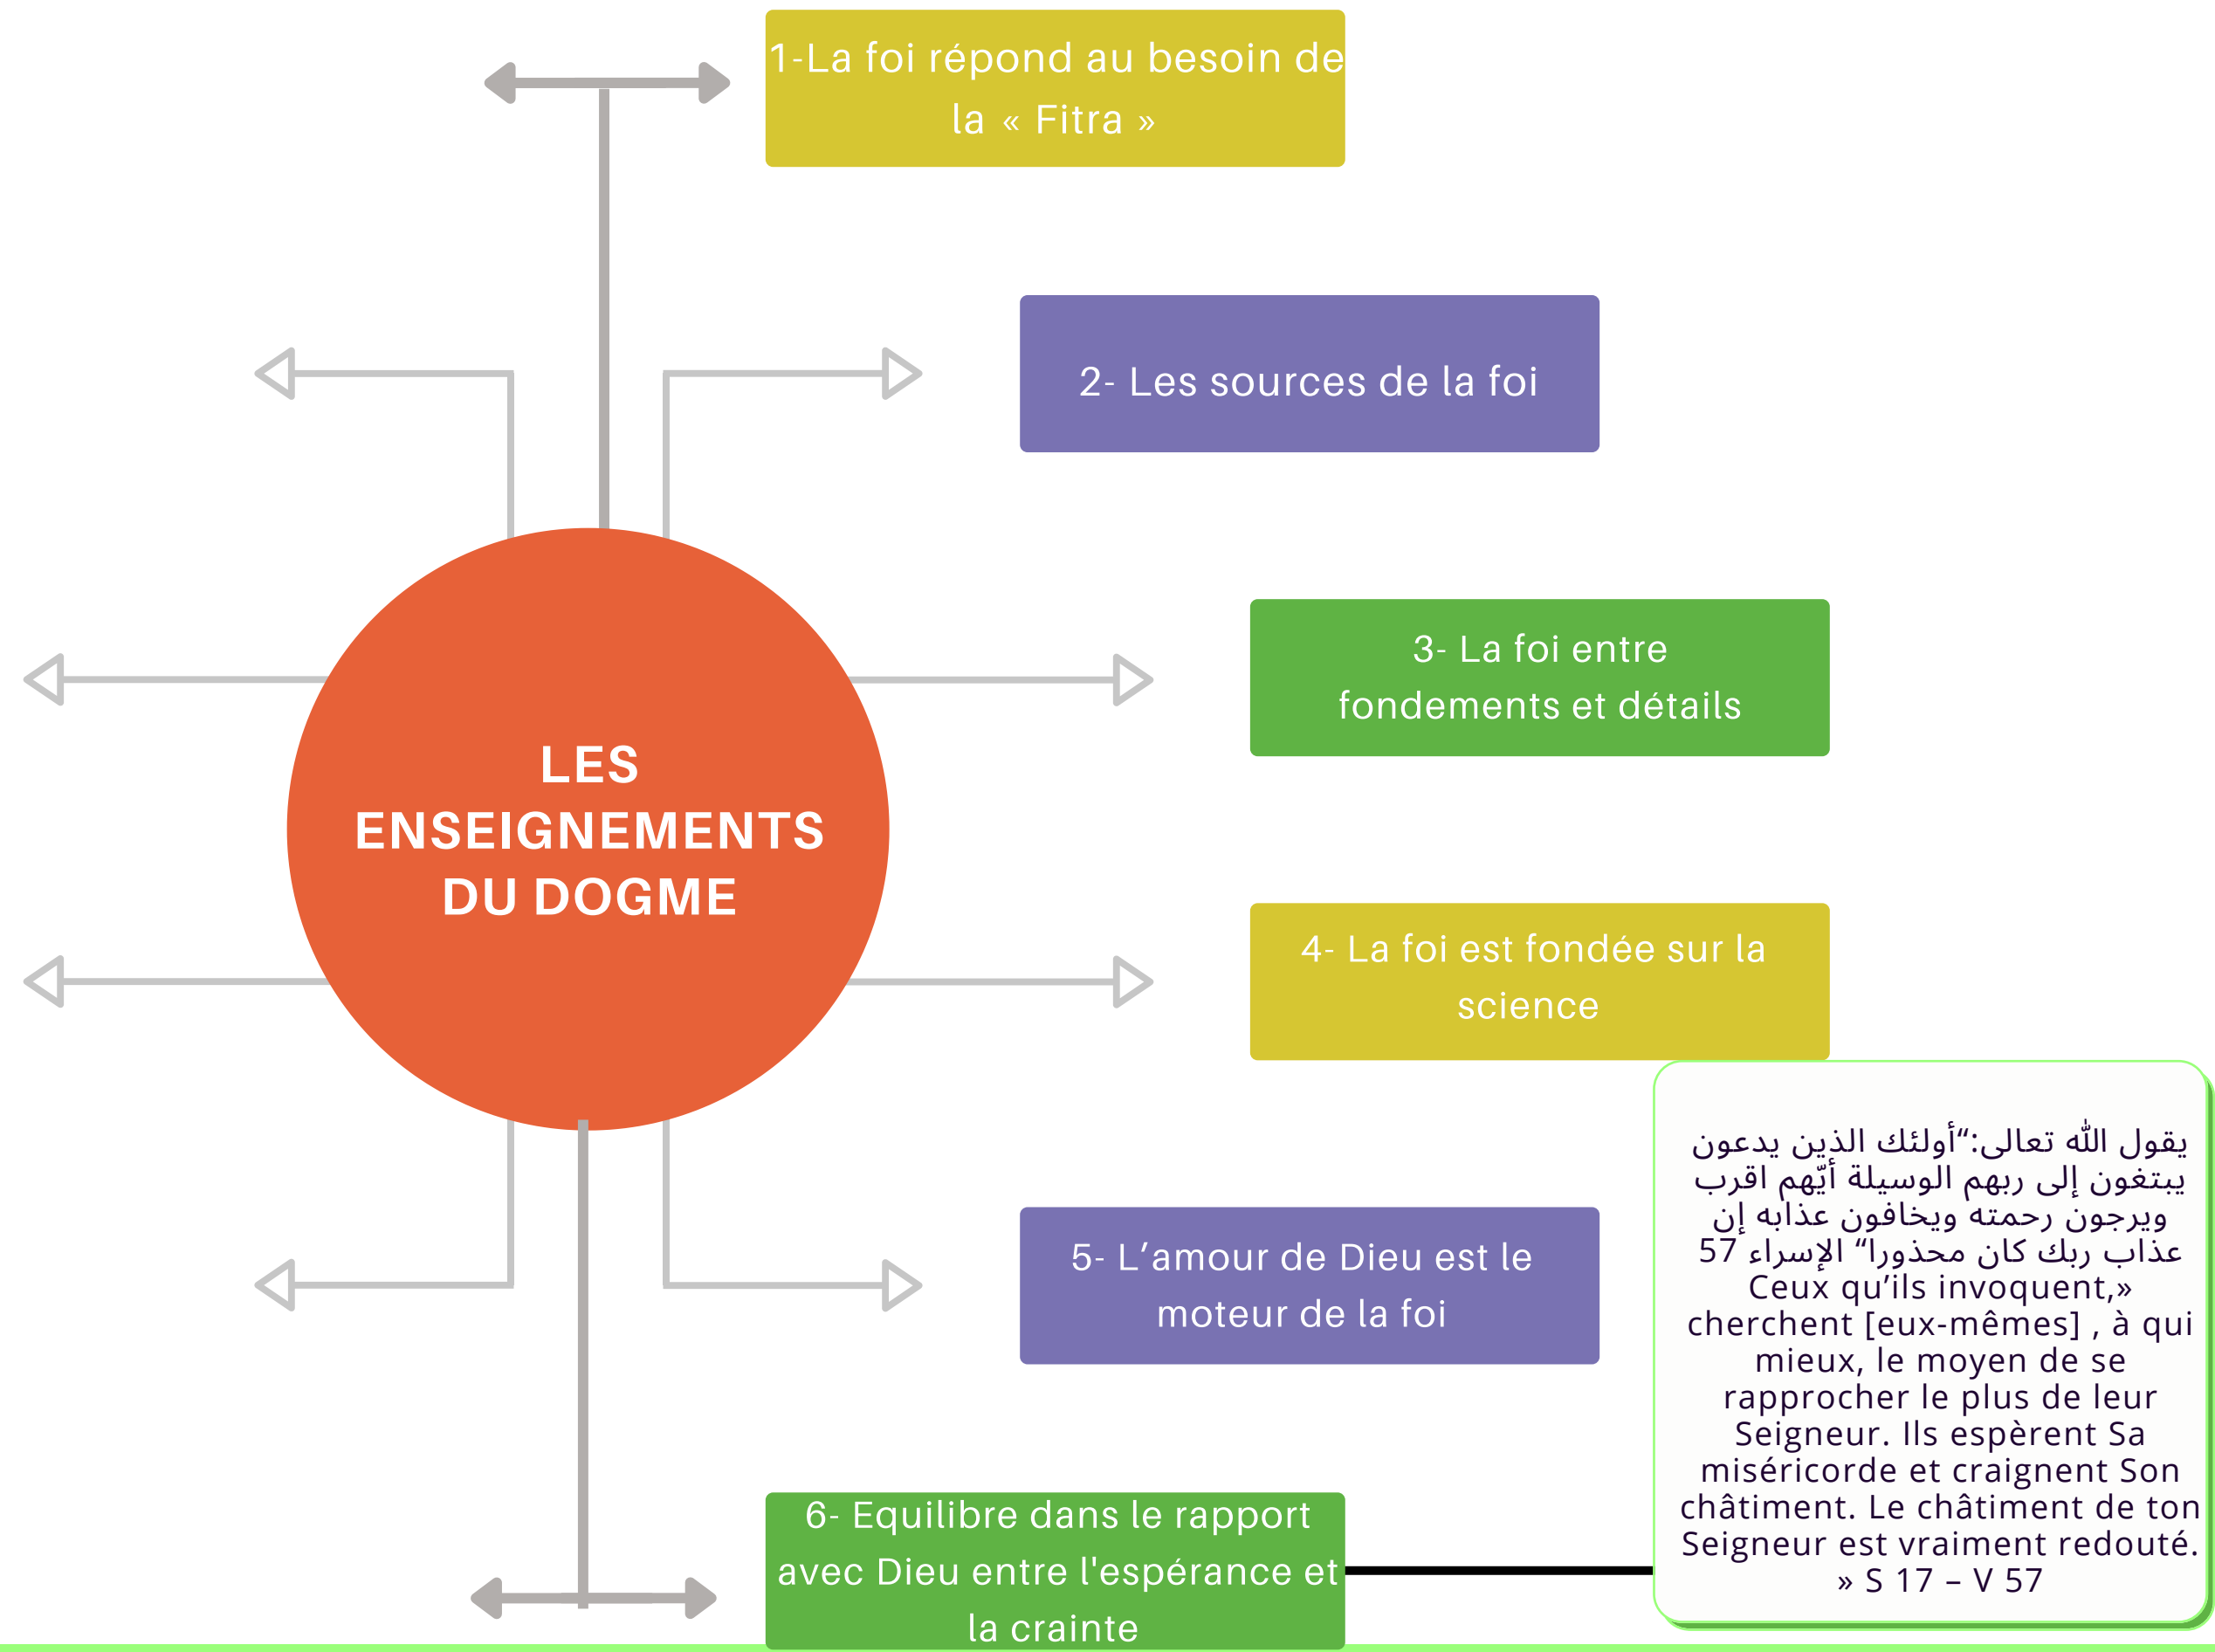 1-La foi répond au besoin de
la « Fitra »
2- Les sources de la foi
3- La foi entre
fondements et détails
LES
ENSEIGNEMENTS
DU DOGME
4- La foi est fondée sur la
science
5- L’amour de Dieu est le
moteur de la foi
6- Equilibre dans le rapport
avec Dieu entre l'espérance et
la crainte
يقول الله تعالى:“أولئك الذين يدعون
يبتغون إلى ربهم الوسيلة أيّهم اقرب
ويرجون رحمته ويخافون عذابه إن
عذاب ربك كان محذورا“ الإسراء 57
Ceux qu’ils invoquent,»
cherchent [eux-mêmes] , à qui
mieux, le moyen de se
rapprocher le plus de leur
Seigneur. Ils espèrent Sa
miséricorde et craignent Son
châtiment. Le châtiment de ton
Seigneur est vraiment redouté.
» S 17 – V 57